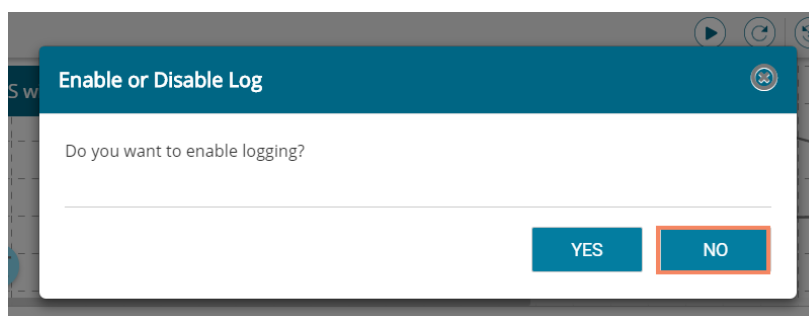 S w
Enable or Disable Log
Do you want to enable logging?
YES
NO